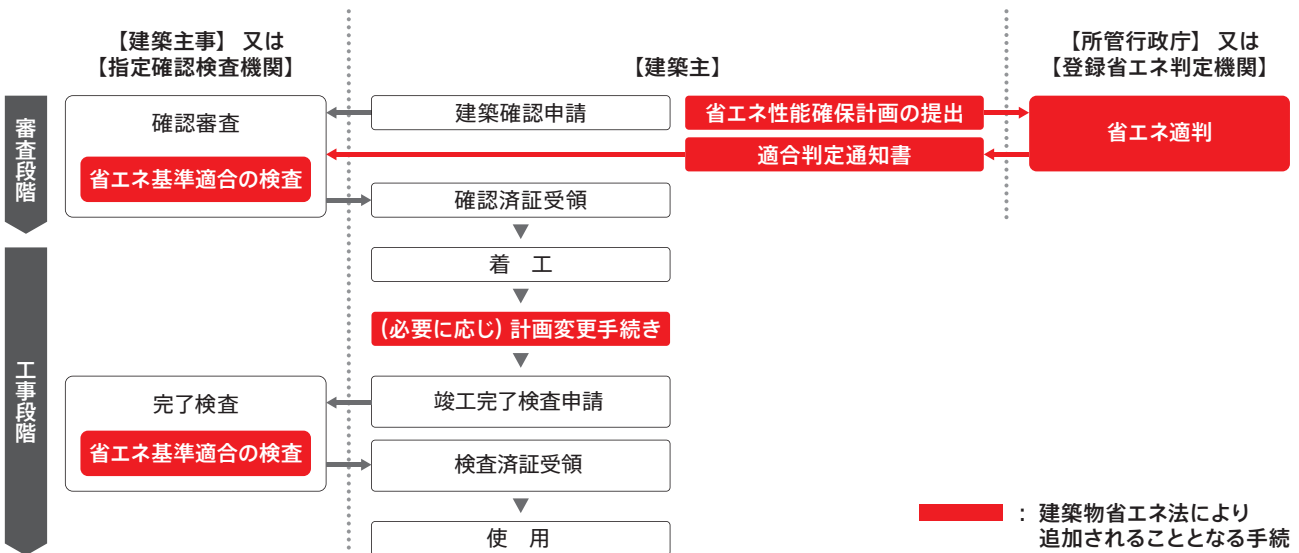 【建築主事】 又は
【指定確認検査機関】
【建築主】
【所管行政庁】 又は
【登録省エネ判定機関】
審査段階
確認審査
省エネ基準適合の検査
建築確認申請
省エネ性能確保計画の提出
適合判定通知書
省エネ適判
確認済証受領
着 工
(必要に応じ) 計画変更手続き
工事段階
完了検査
省エネ基準適合の検査
竣工完了検査申請
検査済証受領
使 用
: 建築物省エネ法により
追加されることとなる手続